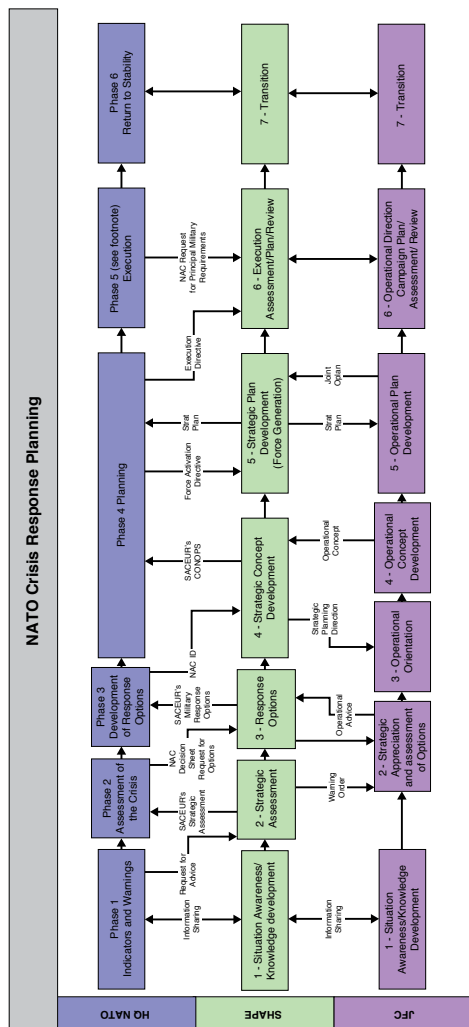 NATO Crisis Response Planning
HQ NATO
Phase 1
Indicators and Warnings
Phase 2
Assessment of
the Crisis
Phase 3
Development
of Response
Options
Phase 4 Planning
Phase 5 (see footnote)
Execution
Phase 6
Return to Stability
Information
Sharing
Request for
Advice
SACEUR's
Strategic
Assessment
NAC
Decision Sheet
Request for
Options
SACEUR's
Military
Response
Options
NAC ID
SACEUR's
CONOPS
Force Activation
Directive
Strat
Plan
Execution
Directive
NAC Request
for Principal Military
Requirements
SHAPE
1 - Situation Awareness/
Knowledge development
2 - Strategic
Assessment
3 - Response
Options
4 - Strategic Concept
Development
5 - Strategic Plan
Development
(Force Generation)
6 - Execution
Assessment/Plan/Review
7 - Transition
Information
Sharing
Warning
Order
Operational
Advice
Strategic
Planning
Direction
Operational
Concept
Strat
Plan
Joint
Oplan
JFC
1 - Situation
Awareness/Knowledge
Development
2 - Strategic
Appreciation
and assessment
of Options
3 - Operational
Orientation
4 - Operational
Concept
Development
5 - Operational Plan
Development
6 - Operational Direction
Campaign Plan/
Assessment/ Review
7 - Transition